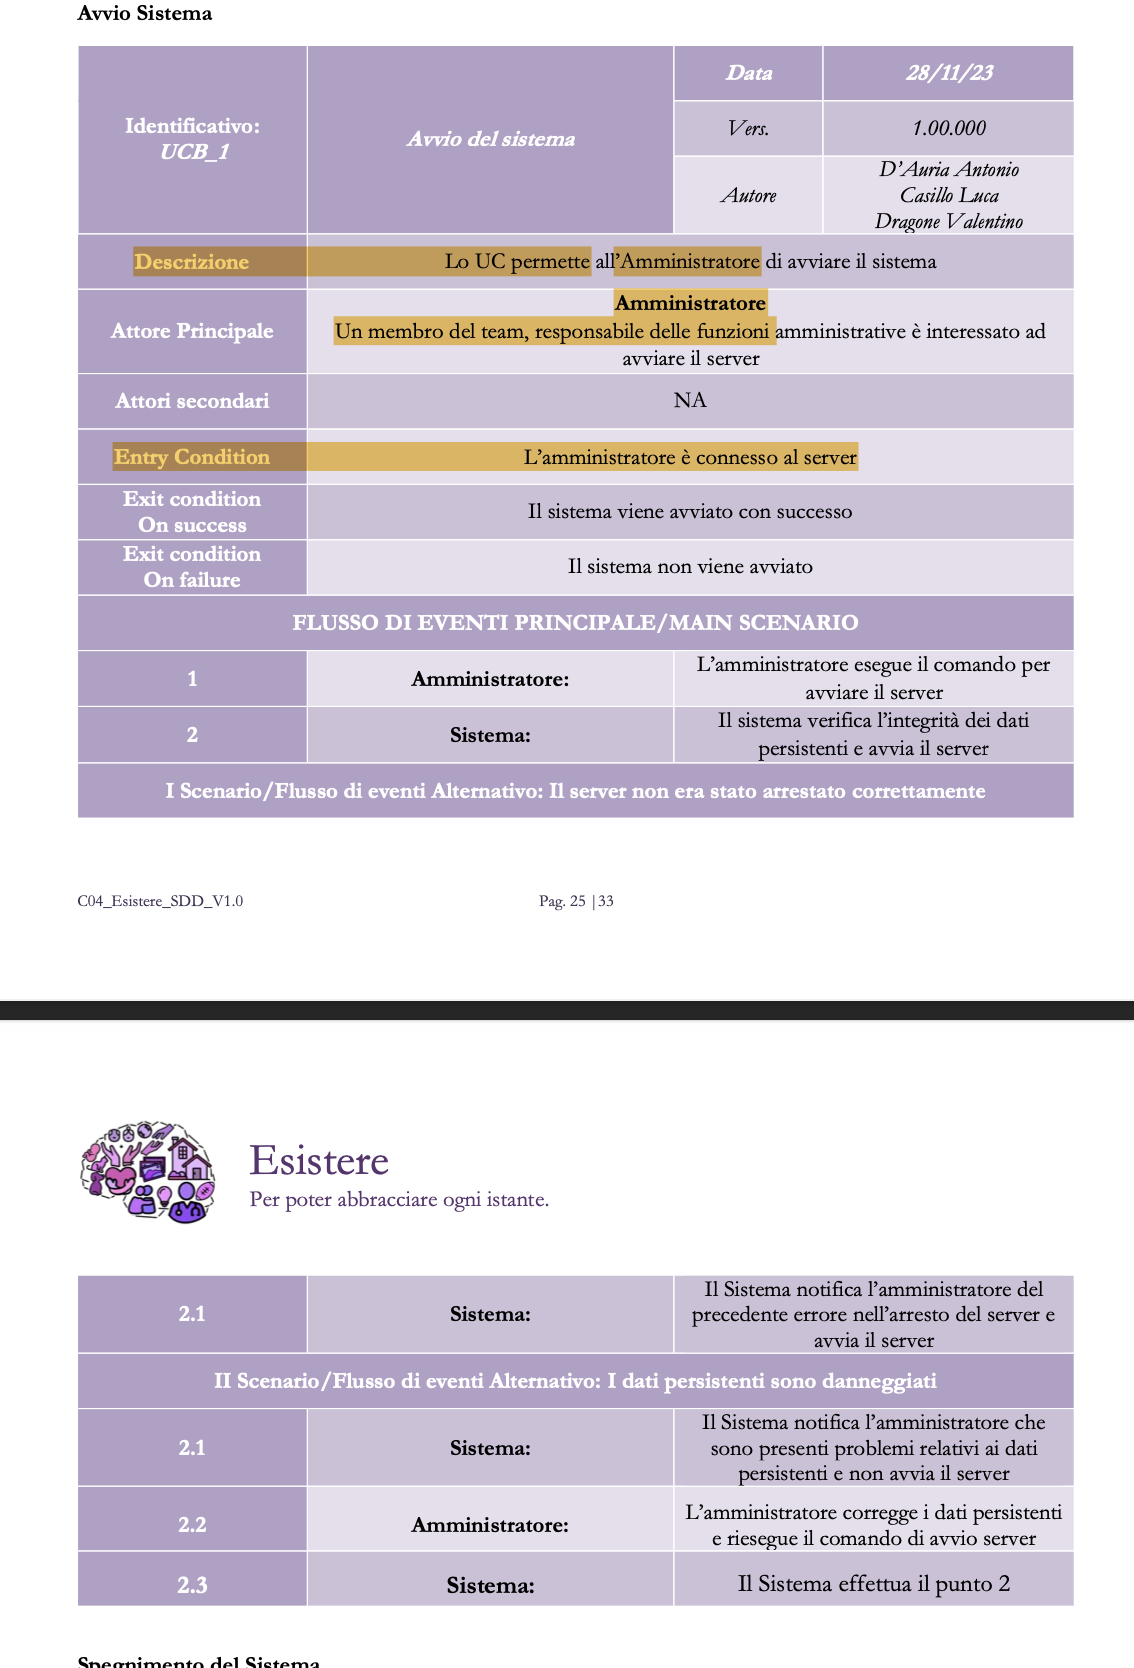 Avvio Sistema
Identificativo:
UCB_1
Avvio del sistema
Data
28/11/23
Vers.
1.00.000
Autore
D'Auria Antonio
Casillo Luca
Dragone Valentino
Descrizione
Lo UC permette all'Amministratore di avviare il sistema
Attore Principale
Amministratore
Un membro del team, responsabile delle funzioni amministrative è interessato ad
avviare il server
Attori secondari
NA
Entry Condition
L'amministratore è connesso al server
Exit condition
On success
Il sistema viene avviato con successo
Exit condition
On failure
Il sistema non viene avviato
FLUSSO DI EVENTI PRINCIPALE/MAIN SCENARIO
1
Amministratore:
L'amministratore esegue il comando per
avviare il server
2
Sistema:
Il sistema verifica l'integrità dei dati
persistenti e avvia il server
I Scenario/Flusso di eventi Alternativo: Il server non era stato arrestato correttamente
C04_Esistere_SDD_V1.0
Pag. 25 |33
Esistere
Per poter abbracciare ogni istante.
2.1
Sistema:
Il Sistema notifica l'amministratore del
precedente errore nell'arresto del server e
avvia il server
II Scenario/Flusso di eventi Alternativo: I dati persistenti sono danneggiati
2.1
Sistema:
Il Sistema notifica l'amministratore che
sono presenti problemi relativi ai dati
persistenti e non avvia il server
2.2
Amministratore:
L'amministratore corregge i dati persistenti
e riesegue il comando di avvio server
2.3
Sistema:
Il Sistema effettua il punto 2
Spegnimento del Sistema